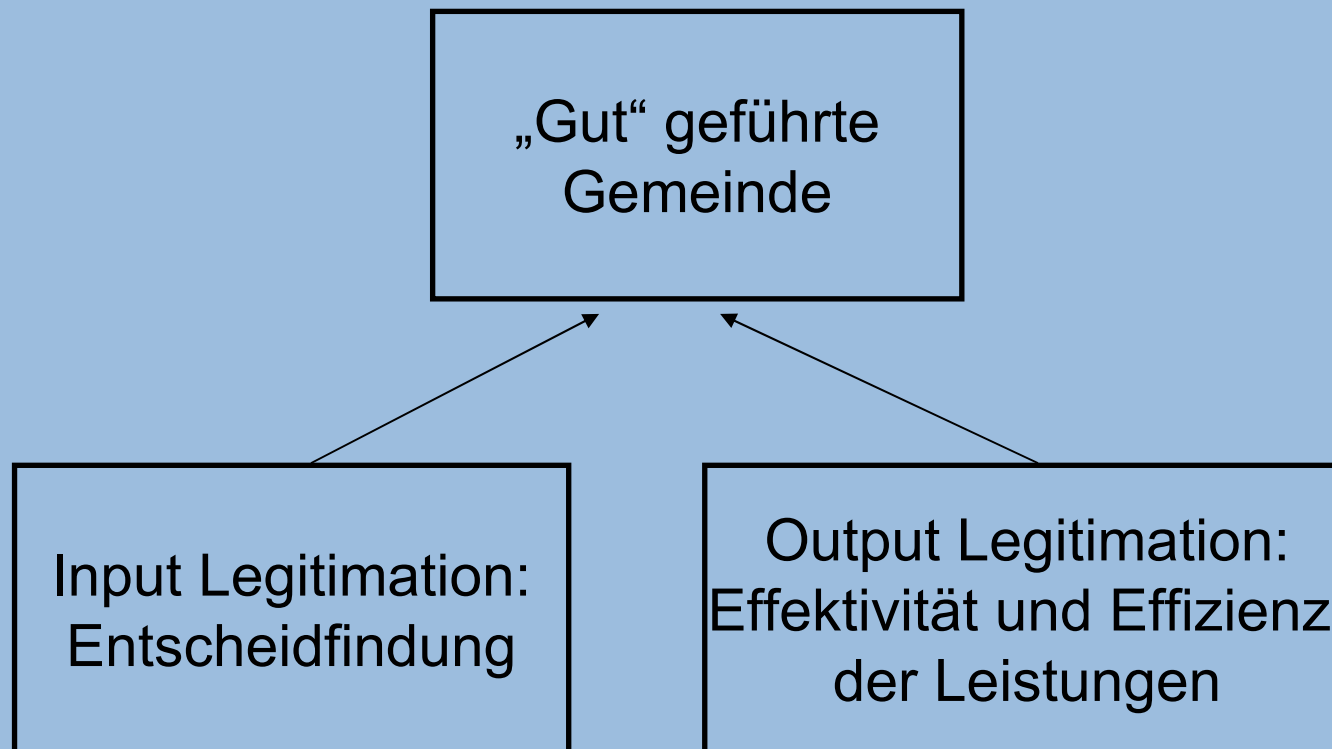 „Gut“ geführte
Gemeinde
Input Legitimation:
Entscheidfindung
Output Legitimation:
Effektivität und Effizienz
der Leistungen